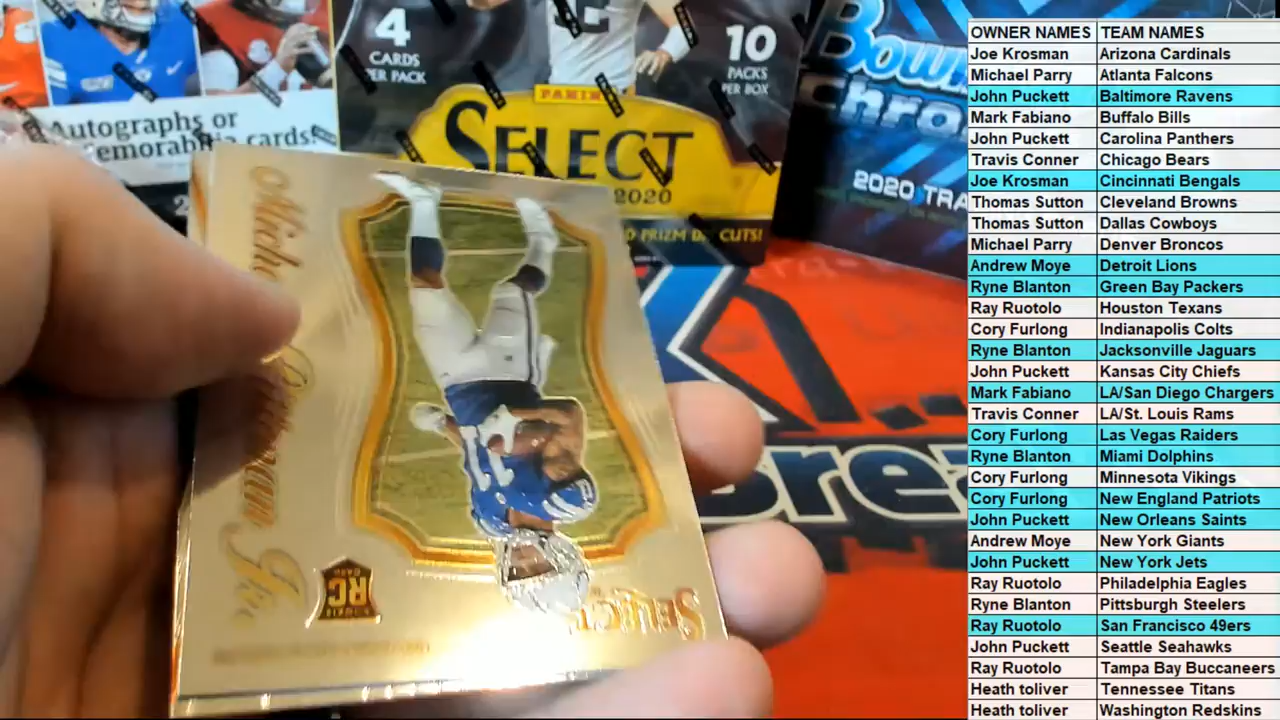 4
CARDS
PER PACK
10
PACKS
PER BOX
PANINI
SELECT
2020
Autographs or
emorabilia cards!
2020 TRA
D PRIZM DIE CUTS!
RC
SELECT
OWNER NAMES TEAM NAMES
Joe Krosman Arizona Cardinals
Michael Parry Atlanta Falcons
John Puckett Baltimore Ravens
Mark Fabiano Buffalo Bills
John Puckett Carolina Panthers
Travis Conner Chicago Bears
Joe Krosman Cincinnati Bengals
Thomas Sutton Cleveland Browns
Thomas Sutton Dallas Cowboys
Michael Parry Denver Broncos
Andrew Moye Detroit Lions
Ryne Blanton Green Bay Packers
Ray Ruotolo Houston Texans
Cory Furlong Indianapolis Colts
Ryne Blanton Jacksonville Jaguars
John Puckett Kansas City Chiefs
Mark Fabiano LA/San Diego Chargers
Travis Conner LA/St. Louis Rams
Cory Furlong Las Vegas Raiders
Ryne Blanton Miami Dolphins
Cory Furlong Minnesota Vikings
Cory Furlong New England Patriots
John Puckett New Orleans Saints
Andrew Moye New York Giants
John Puckett New York Jets
Ray Ruotolo Philadelphia Eagles
Ryne Blanton Pittsburgh Steelers
Ray Ruotolo San Francisco 49ers
John Puckett Seattle Seahawks
Ray Ruotolo Tampa Bay Buccaneers
Heath toliver Tennessee Titans
Heath toliver Washington Redskins